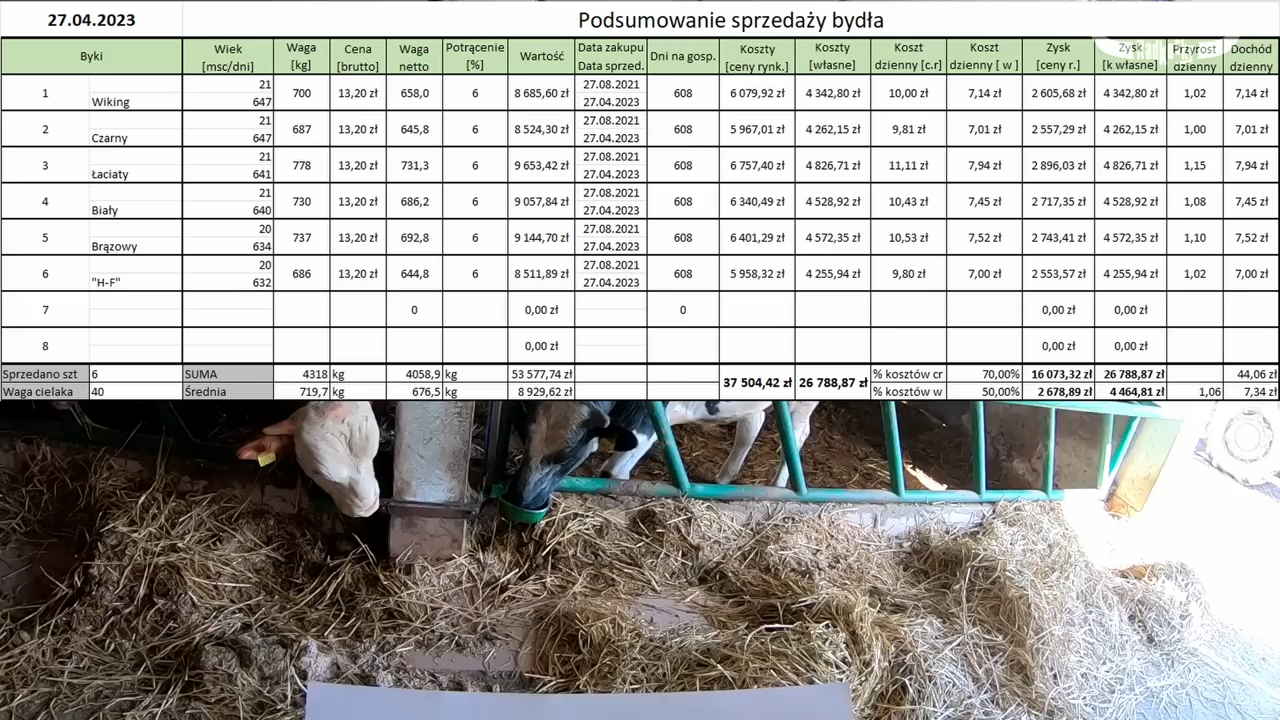 27.04.2023 Podsumowanie sprzedaży bydła
Byki Wiek [msc/dni] Waga [kg] Cena [brutto] Waga netto Potrącenie [%] Wartość Data zakupu Data sprzed. Dni na gosp. Koszty [ceny rynk.] Koszty [własne] Koszt dzienny [c.r] Koszt dzienny [ w ] Zysk [ceny r.] Zysk [k własne] Przyrost dzienny Dochód dzienny
1 Wiking 21 647 700 13,20 zł 658,0 6 8 685,60 zł 27.08.2021 27.04.2023 608 6 079,92 zł 4 342,80 zł 10,00 zł 7,14 zł 2 605,68 zł 4 342,80 zł 1,02 7,14 zł
2 Czarny 21 647 687 13,20 zł 645,8 6 8 524,30 zł 27.08.2021 27.04.2023 608 5 967,01 zł 4 262,15 zł 9,81 zł 7,01 zł 2 557,29 zł 4 262,15 zł 1,00 7,01 zł
3 Łaciaty 21 641 778 13,20 zł 731,3 6 9 653,42 zł 27.08.2021 27.04.2023 608 6 757,40 zł 4 826,71 zł 11,11 zł 7,94 zł 2 896,03 zł 4 826,71 zł 1,15 7,94 zł
4 Biały 21 640 730 13,20 zł 686,2 6 9 057,84 zł 27.08.2021 27.04.2023 608 6 340,49 zł 4 528,92 zł 10,43 zł 7,45 zł 2 717,35 zł 4 528,92 zł 1,08 7,45 zł
5 Brązowy 20 634 737 13,20 zł 692,8 6 9 144,70 zł 27.08.2021 27.04.2023 608 6 401,29 zł 4 572,35 zł 10,53 zł 7,52 zł 2 743,41 zł 4 572,35 zł 1,10 7,52 zł
6 "H-F" 20 632 686 13,20 zł 644,8 6 8 511,89 zł 27.08.2021 27.04.2023 608 5 958,32 zł 4 255,94 zł 9,80 zł 7,00 zł 2 553,57 zł 4 255,94 zł 1,02 7,00 zł
7 0 0,00 zł 0 0,00 zł 0,00 zł
8 0,00 zł 0,00 zł 0,00 zł
Sprzedano szt 6 SUMA 4318 kg 4058,9 kg 53 577,74 zł 37 504,42 zł 26 788,87 zł % kosztów cr 70,00% 16 073,32 zł 26 788,87 zł 44,06 zł
Waga cielaka 40 Średnia 719,7 kg 676,5 kg 8 929,62 zł % kosztów w 50,00% 2 678,89 zł 4 464,81 zł 1,06 7,34 zł